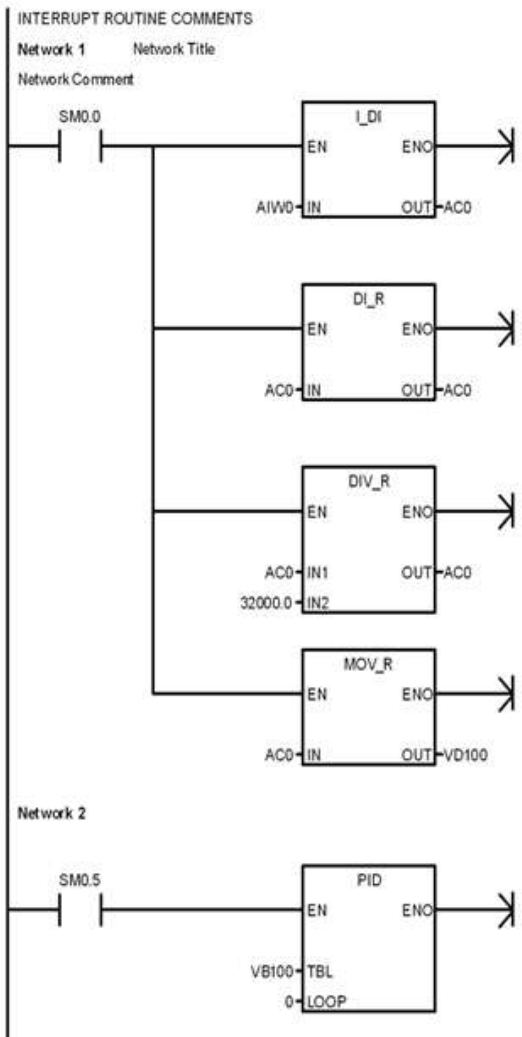 INTERRUPT ROUTINE COMMENTS
Network 1 Network Title
Network Comment
SM0.0
I_DI
EN ENO
AIW0 IN OUT AC0
DI_R
EN ENO
AC0 IN OUT AC0
DIV_R
EN ENO
AC0 IN1 OUT AC0
32000.0 IN2
MOV_R
EN ENO
AC0 IN OUT VD100
Network 2
SM0.5
PID
EN ENO
VB100 TBL
0 LOOP